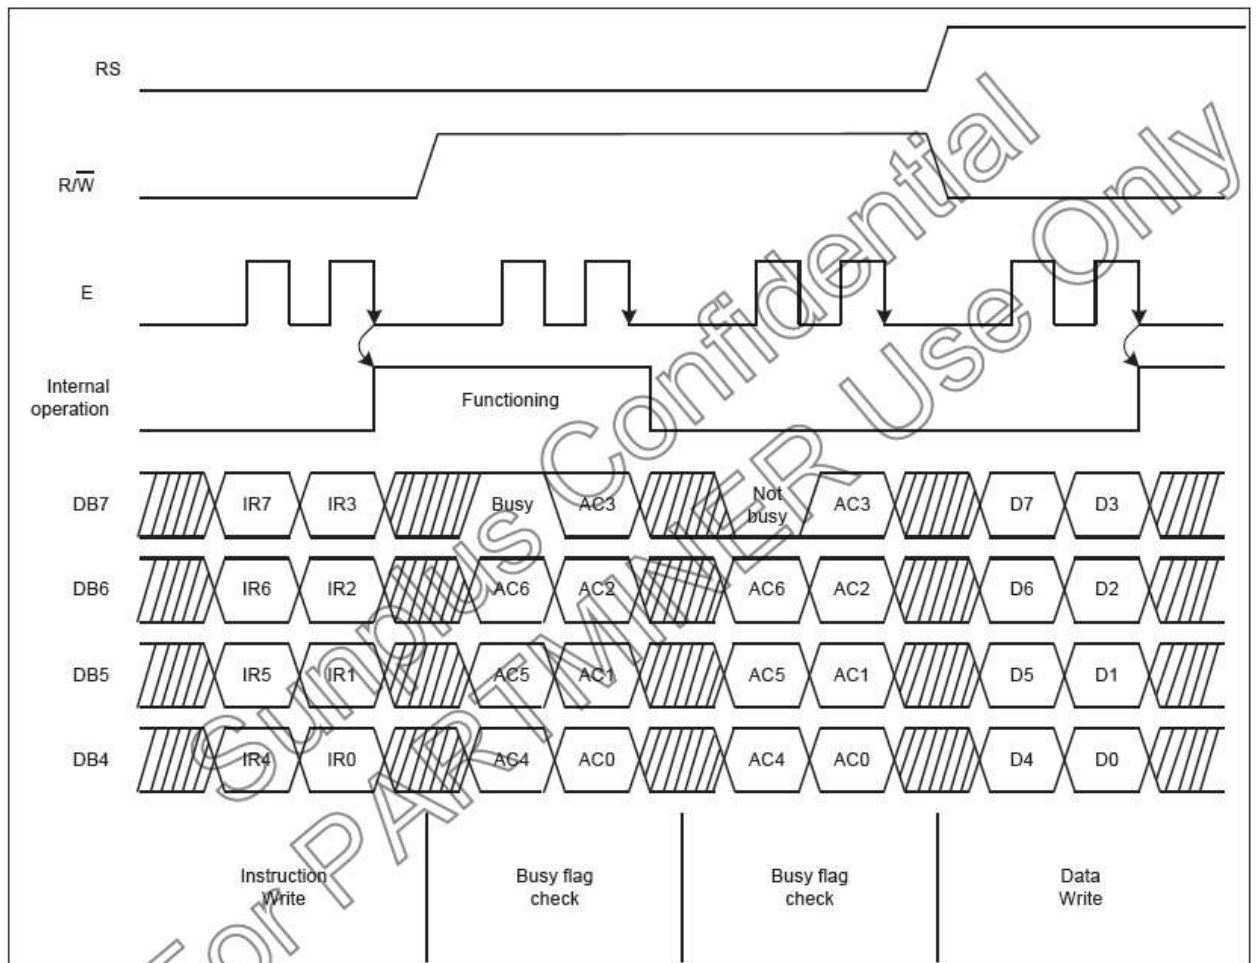 RS
R/W̅
E
Internal
operation
Functioning
DB7 IR7 IR3 Busy AC3 Not busy AC3 D7 D3
DB6 IR6 IR2 AC6 AC2 AC6 AC2 D6 D2
DB5 IR5 IR1 AC5 AC1 AC5 AC1 D5 D1
DB4 IR4 IR0 AC4 AC0 AC4 AC0 D4 D0
Instruction
Write
Busy flag
check
Busy flag
check
Data
Write
Sunplus Confidential
For PARTMINER Use Only